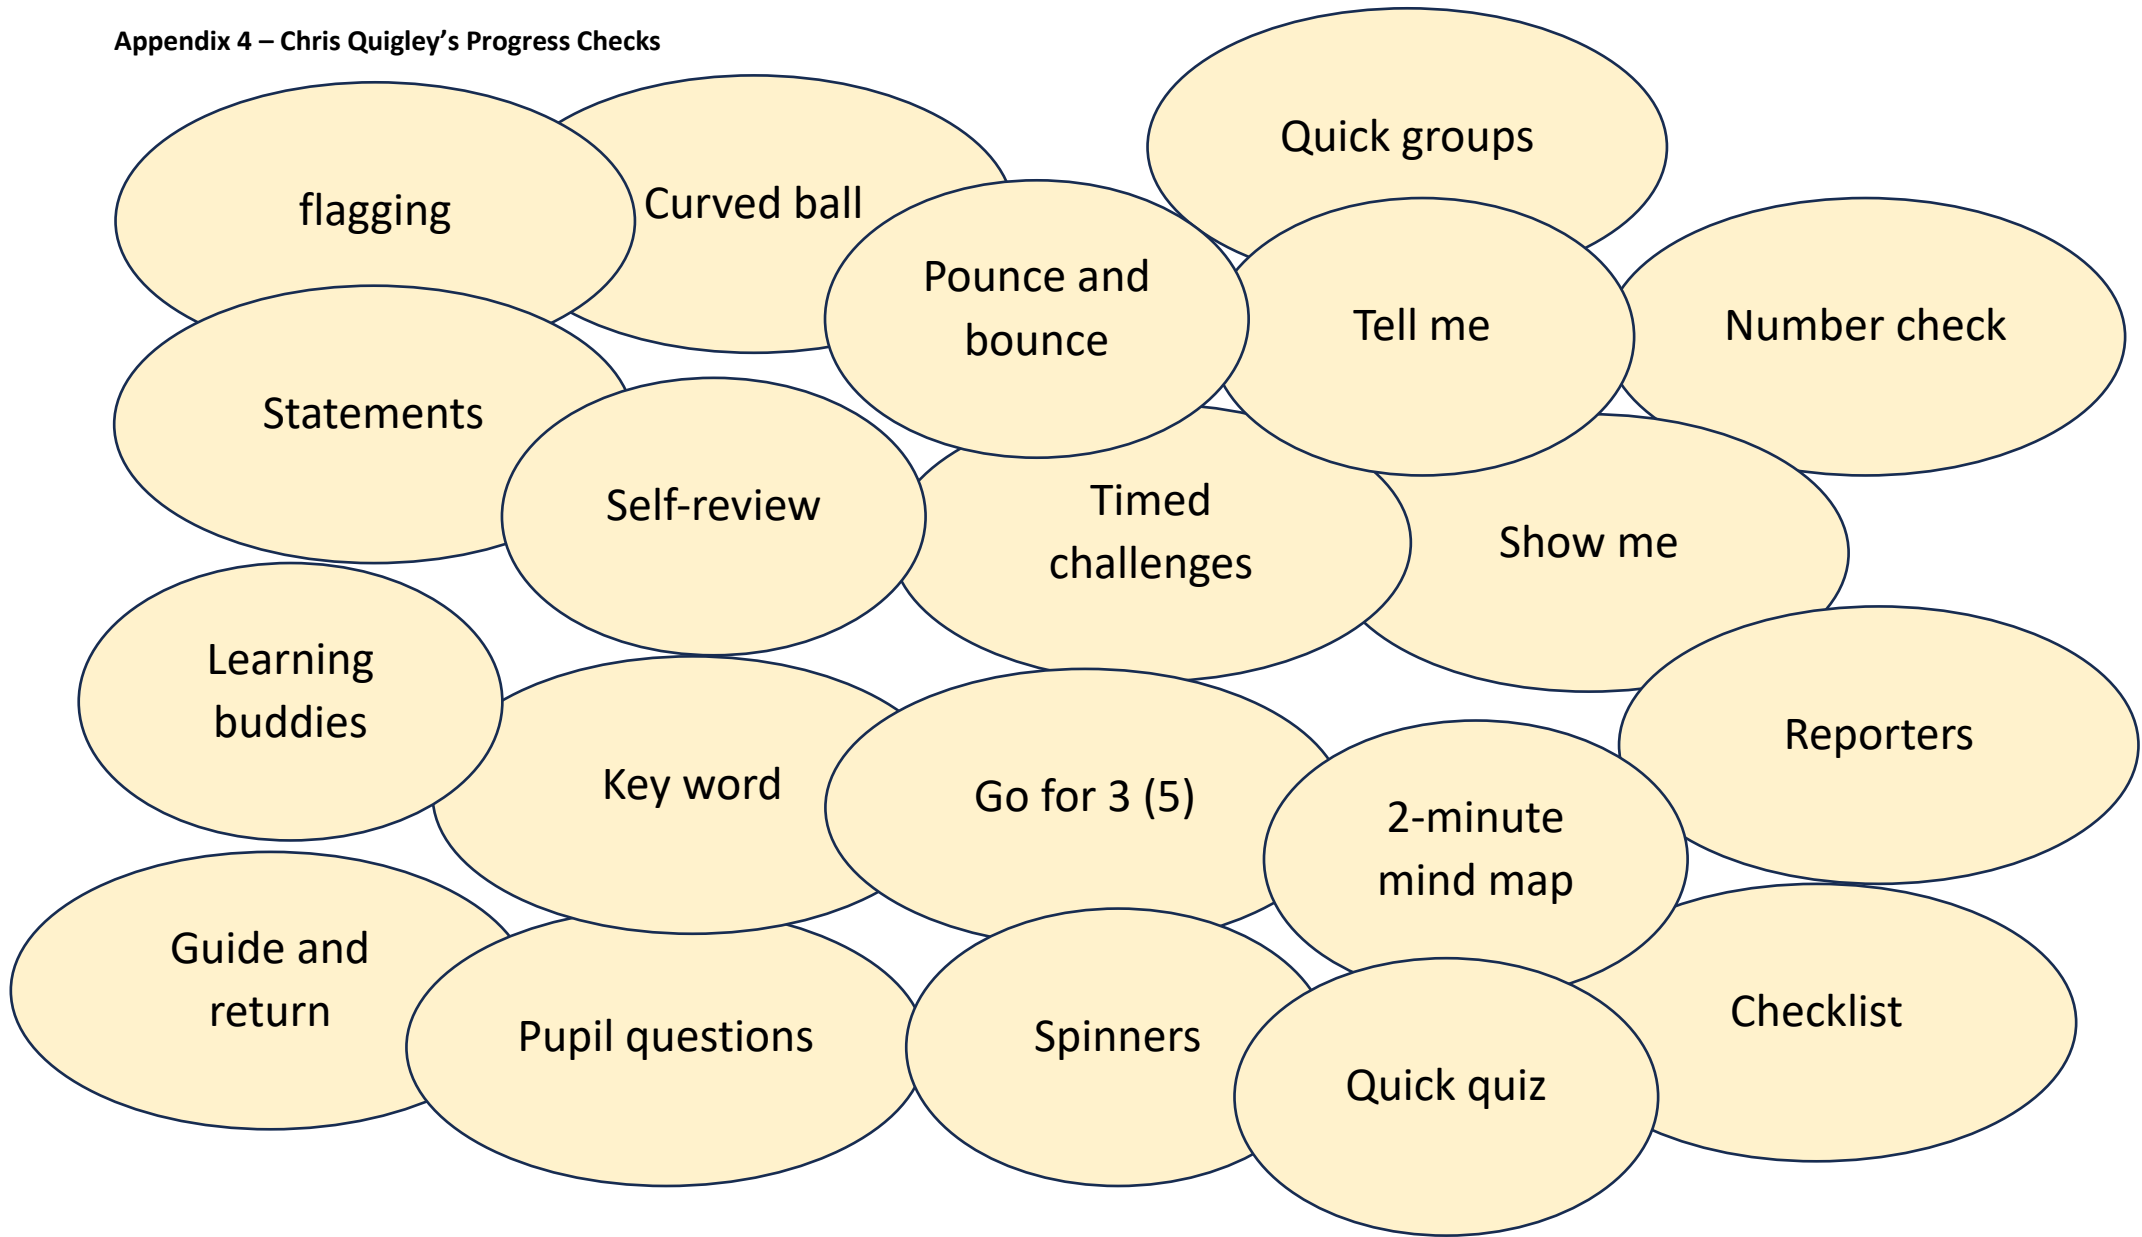 Appendix 4 – Chris Quigley’s Progress Checks
Quick groups
flagging
Curved ball
Pounce and
bounce
Tell me
Number check
Statements
Self-review
Timed
challenges
Show me
Learning
buddies
Key word
Go for 3 (5)
2-minute
mind map
Reporters
Guide and
return
Pupil questions
Spinners
Quick quiz
Checklist